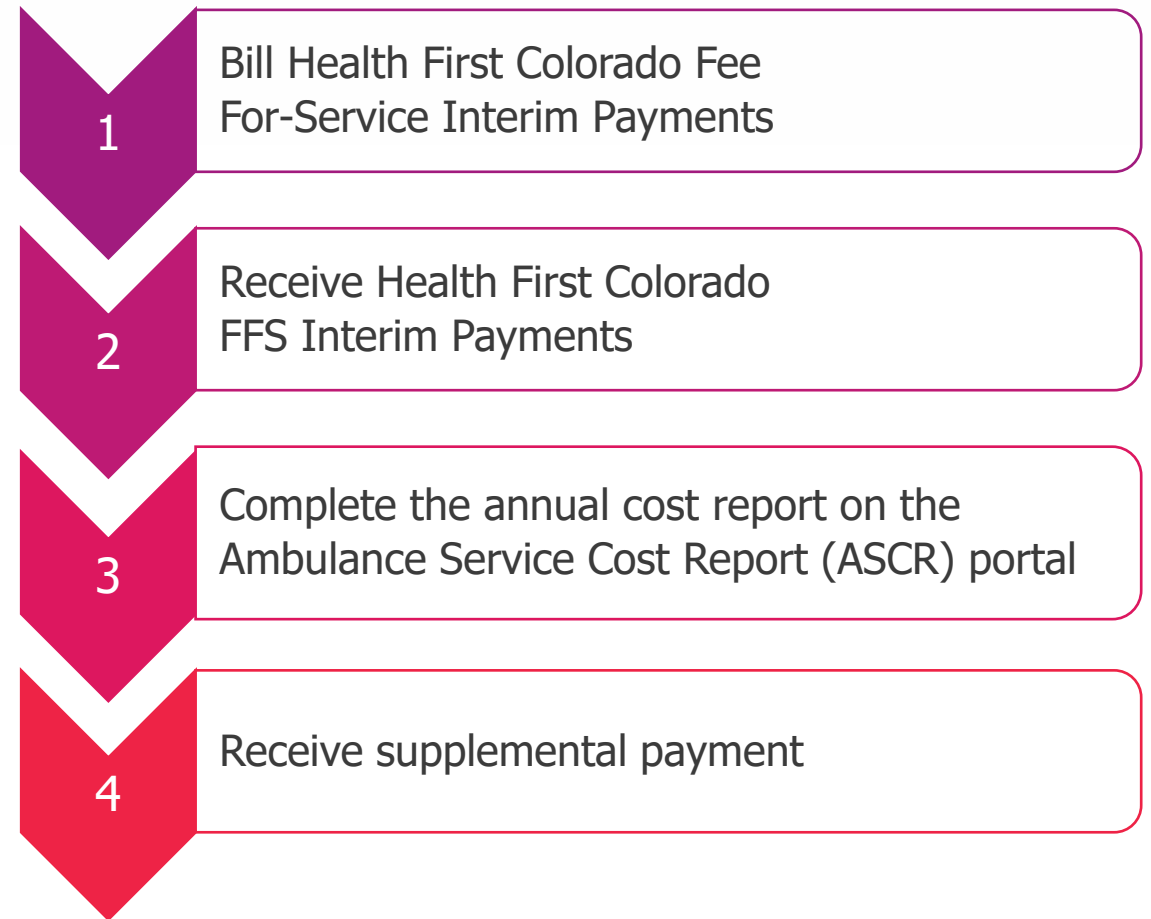 1
Bill Health First Colorado Fee
For-Service Interim Payments
2
Receive Health First Colorado
FFS Interim Payments
3
Complete the annual cost report on the
Ambulance Service Cost Report (ASCR) portal
4
Receive supplemental payment